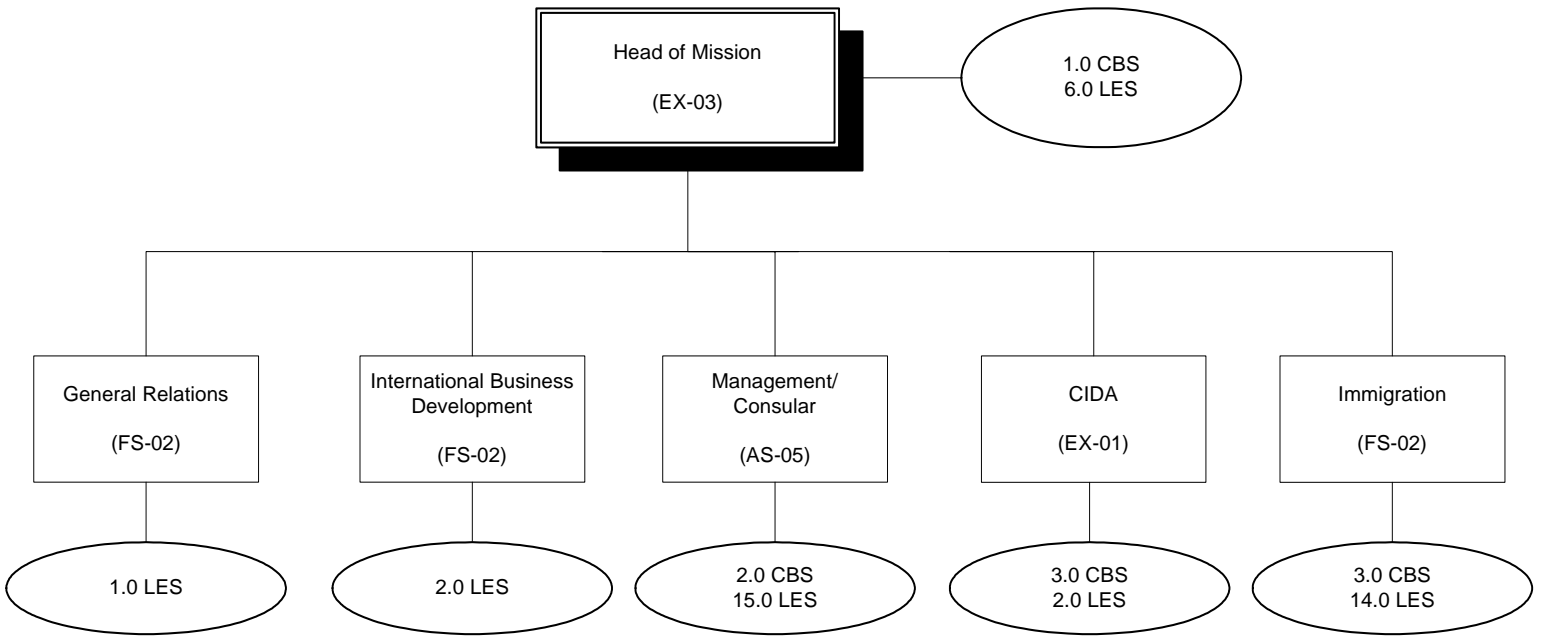 Head of Mission
(EX-03)
1.0 CBS
6.0 LES
General Relations
(FS-02)
International Business
Development
(FS-02)
Management/
Consular
(AS-05)
CIDA
(EX-01)
Immigration
(FS-02)
1.0 LES
2.0 LES
2.0 CBS
15.0 LES
3.0 CBS
2.0 LES
3.0 CBS
14.0 LES